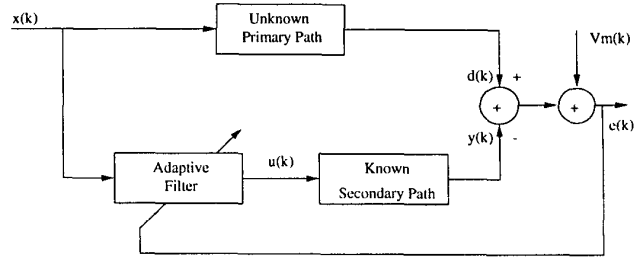 x(k)
Unknown
Primary Path
Vm(k)
d(k)
+
+
+
e(k)
y(k)
-
Adaptive
Filter
u(k)
Known
Secondary Path